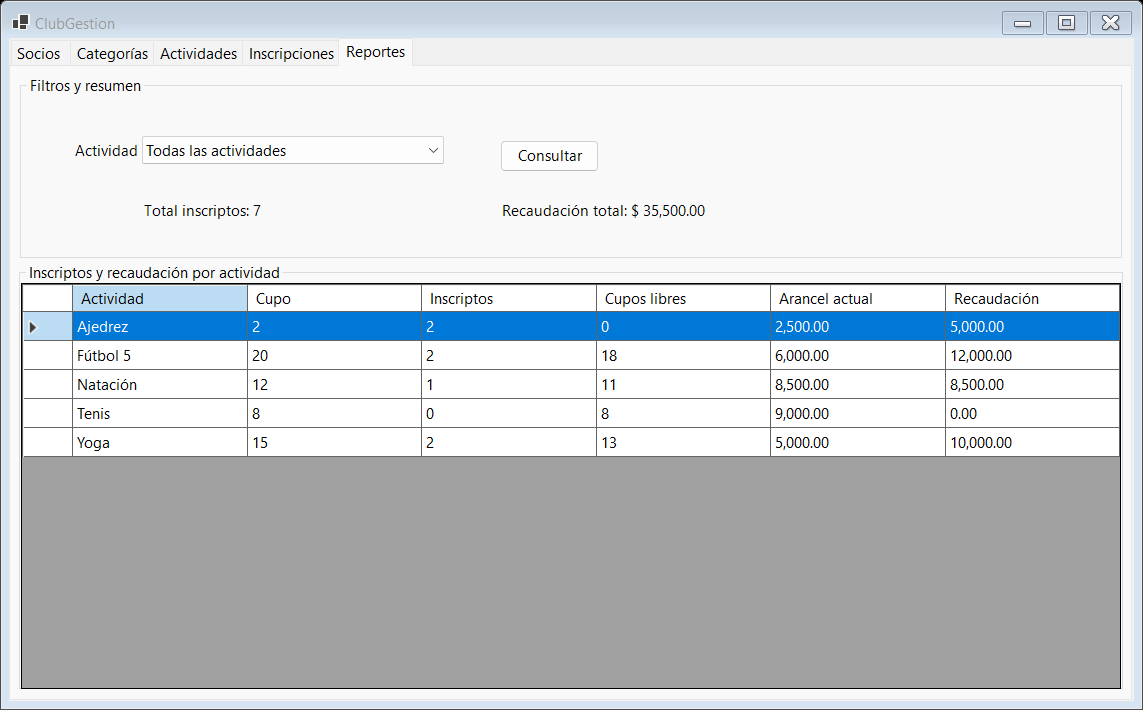 ClubGestion
Socios Categorías Actividades Inscripciones Reportes
Filtros y resumen
Actividad Todas las actividades Consultar
Total inscriptos: 7 Recaudación total: $ 35,500.00
Inscriptos y recaudación por actividad
Actividad Cupo Inscriptos Cupos libres Arancel actual Recaudación
Ajedrez 2 2 0 2,500.00 5,000.00
Fútbol 5 20 2 18 6,000.00 12,000.00
Natación 12 1 11 8,500.00 8,500.00
Tenis 8 0 8 9,000.00 0.00
Yoga 15 2 13 5,000.00 10,000.00